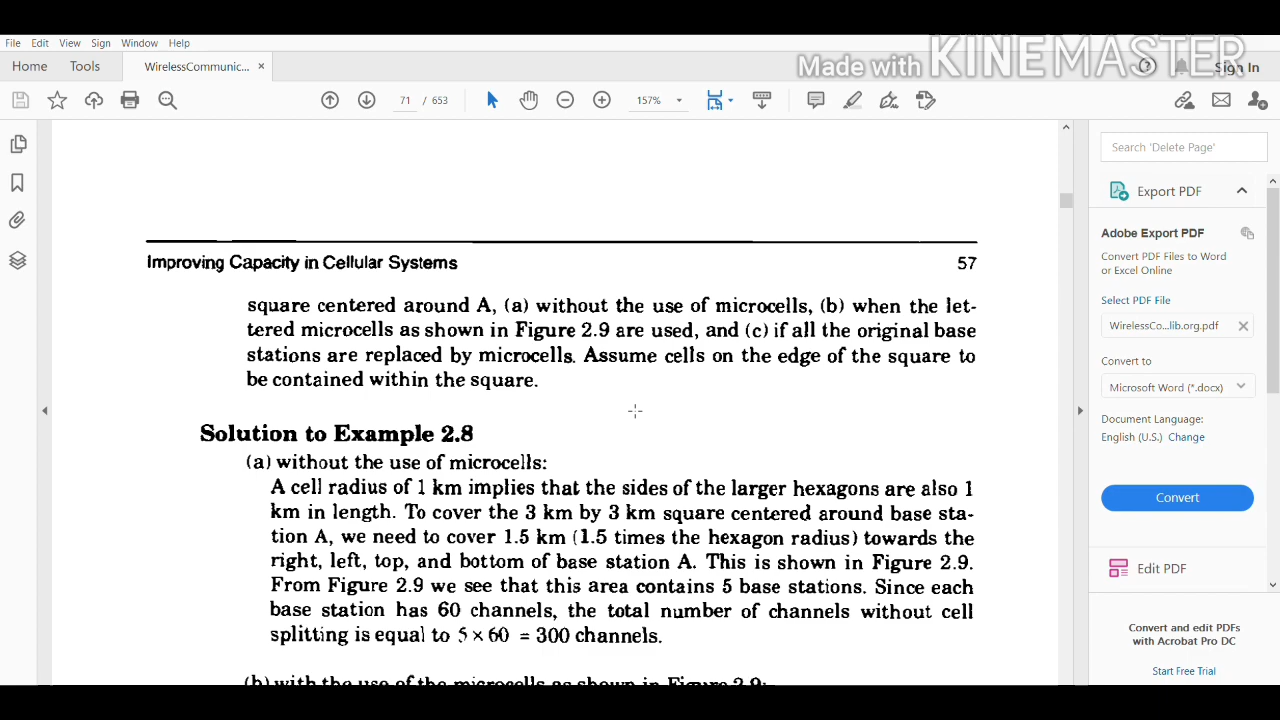 File Edit View Sign Window Help
Made with KINEMASTER
Home Tools WirelessCommunic... × Sign In
71 / 653 157%
Search 'Delete Page'
Export PDF
Adobe Export PDF
Convert PDF Files to Word
or Excel Online
Select PDF File
WirelessCo...lib.org.pdf
Convert to
Microsoft Word (*.docx)
Document Language:
English (U.S.) Change
Convert
Edit PDF
Convert and edit PDFs
with Acrobat Pro DC
Start Free Trial
Improving Capacity in Cellular Systems 57
square centered around A, (a) without the use of microcells, (b) when the let-
tered microcells as shown in Figure 2.9 are used, and (c) if all the original base
stations are replaced by microcells. Assume cells on the edge of the square to
be contained within the square.
Solution to Example 2.8
(a) without the use of microcells:
A cell radius of 1 km implies that the sides of the larger hexagons are also 1
km in length. To cover the 3 km by 3 km square centered around base sta-
tion A, we need to cover 1.5 km (1.5 times the hexagon radius) towards the
right, left, top, and bottom of base station A. This is shown in Figure 2.9.
From Figure 2.9 we see that this area contains 5 base stations. Since each
base station has 60 channels, the total number of channels without cell
splitting is equal to 5 × 60 = 300 channels.
(b) with the use of the microcells as shown in Figure 2.9: